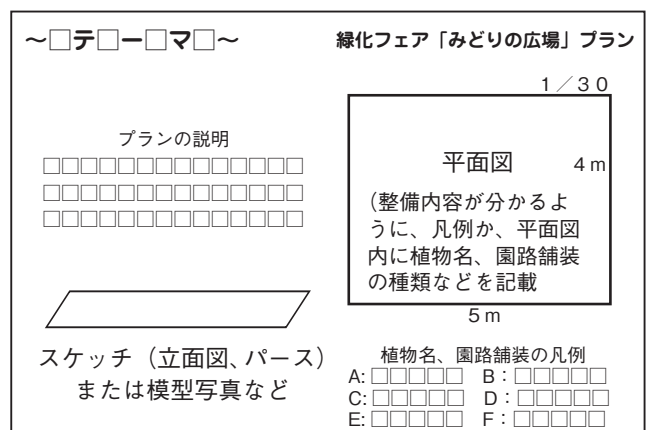 ～□テ□ー□マ□～
緑化フェア「みどりの広場」プラン
プランの説明
□□□□□□□□□□□□□□
□□□□□□□□□□□□□□
□□□□□□□□□□□□□□
1／30
平面図
4m
（整備内容が分かるよ
うに、凡例か、平面図
内に植物名、園路舗装
の種類などを記載
5m
スケッチ（立面図、パース）
または模型写真など
植物名、園路舗装の凡例
A:□□□□□ B：□□□□□
C:□□□□□ D：□□□□□
E:□□□□□ F：□□□□□